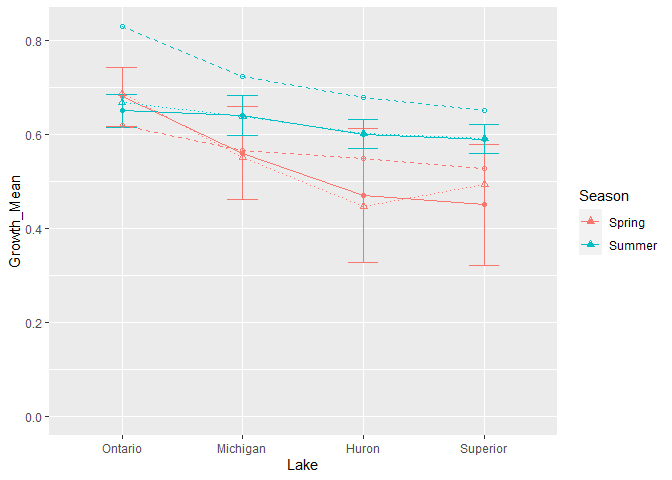 0.8
0.6
0.4
0.2
0.0
Growth_Mean
Ontario
Michigan
Huron
Superior
Lake
Season
Spring
Summer